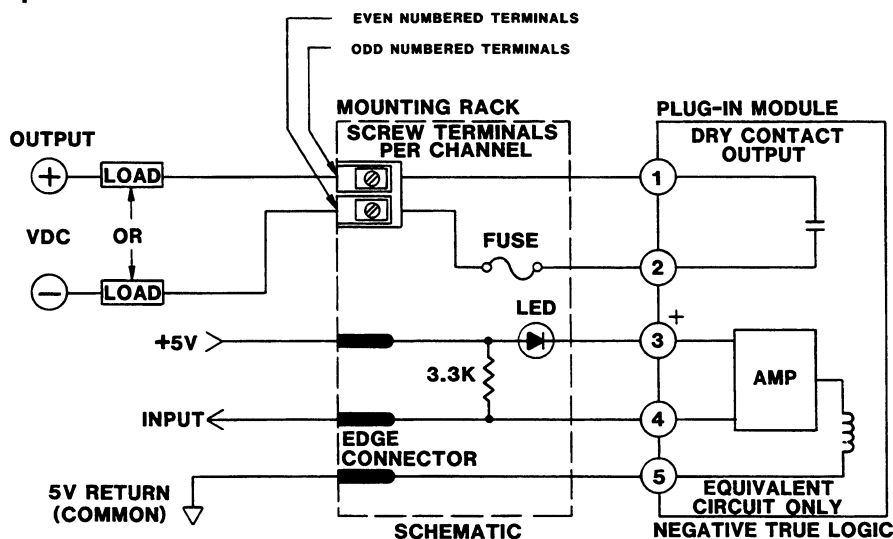 EVEN NUMBERED TERMINALS
ODD NUMBERED TERMINALS
MOUNTING RACK
PLUG-IN MODULE
SCREW TERMINALS
PER CHANNEL
DRY CONTACT
OUTPUT
OUTPUT
+
LOAD
1
VDC
OR
FUSE
2
−
LOAD
LED
+
+5V
3
3.3K
AMP
INPUT
4
EDGE
CONNECTOR
5
5V RETURN
(COMMON)
EQUIVALENT
CIRCUIT ONLY
SCHEMATIC
NEGATIVE TRUE LOGIC